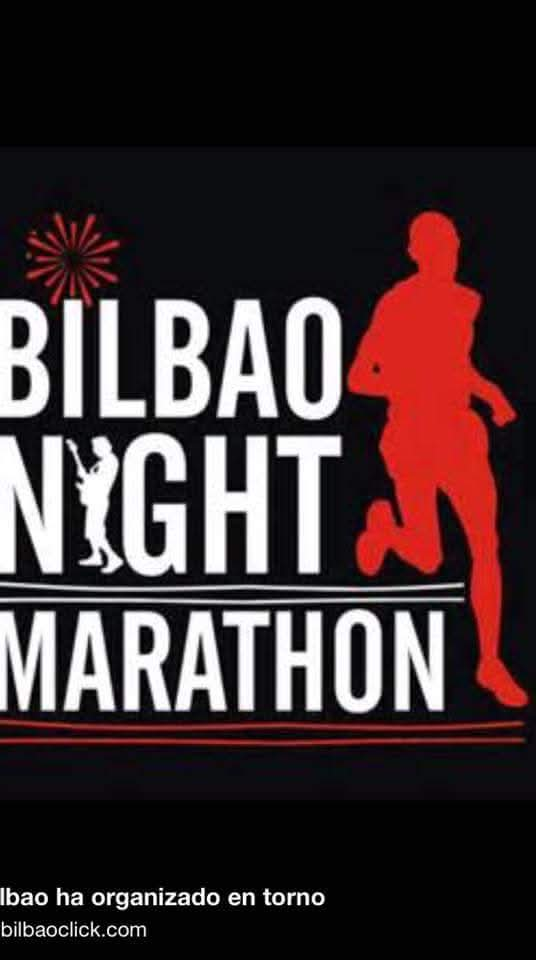 BILBAO
NIGHT
MARATHON
lbao ha organizado en torno
bilbaoclick.com